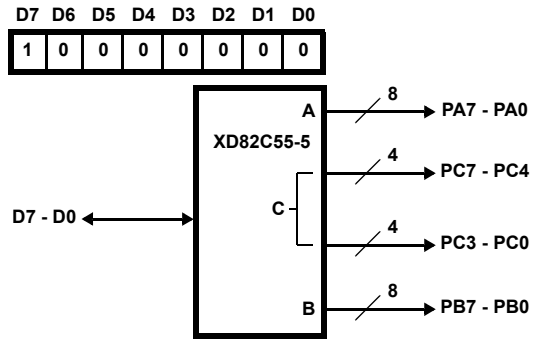 D7 D6 D5 D4 D3 D2 D1 D0
1 0 0 0 0 0 0 0
8
A
PA7 - PA0
XD82C55-5
4
PC7 - PC4
C
D7 - D0
4
PC3 - PC0
8
B
PB7 - PB0